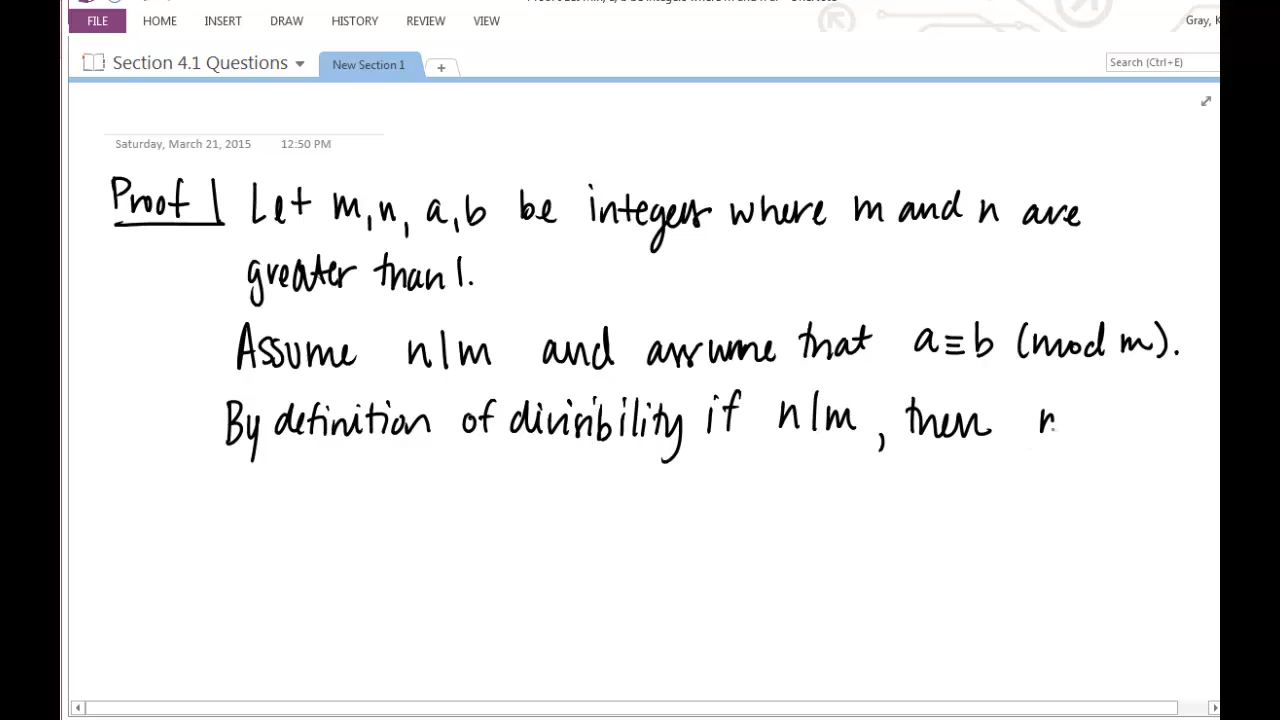 FILE HOME INSERT DRAW HISTORY REVIEW VIEW Gray, K
Section 4.1 Questions New Section 1 + Search (Ctrl+E)
Saturday, March 21, 2015 12:50 PM
Proof 1 Let m, n, a, b be integers where m and n are
greater than 1.
Assume n|m and assume that a≡b (mod m).
By definition of divisibility if n|m, then